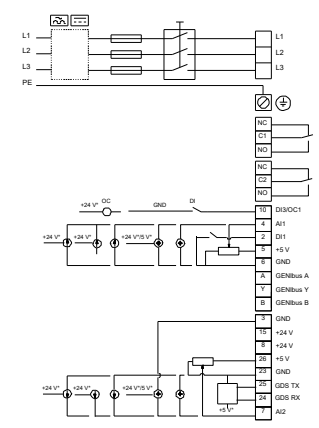 L1 L1
L2 L2
L3 L3
PE
NC
C1
NO
NC
C2
NO
+24 V* OC GND DI 10 DI3/OC1
4 AI1
+24 V* +24 V* +24 V*/5 V* 2 DI1
5 +5 V
6 GND
A GENIbus A
Y GENIbus Y
B GENIbus B
3 GND
15 +24 V
8 +24 V
26 +5 V
23 GND
+24 V* +24 V* +24 V*/5 V* 25 GDS TX
24 GDS RX
+5 V* 7 AI2